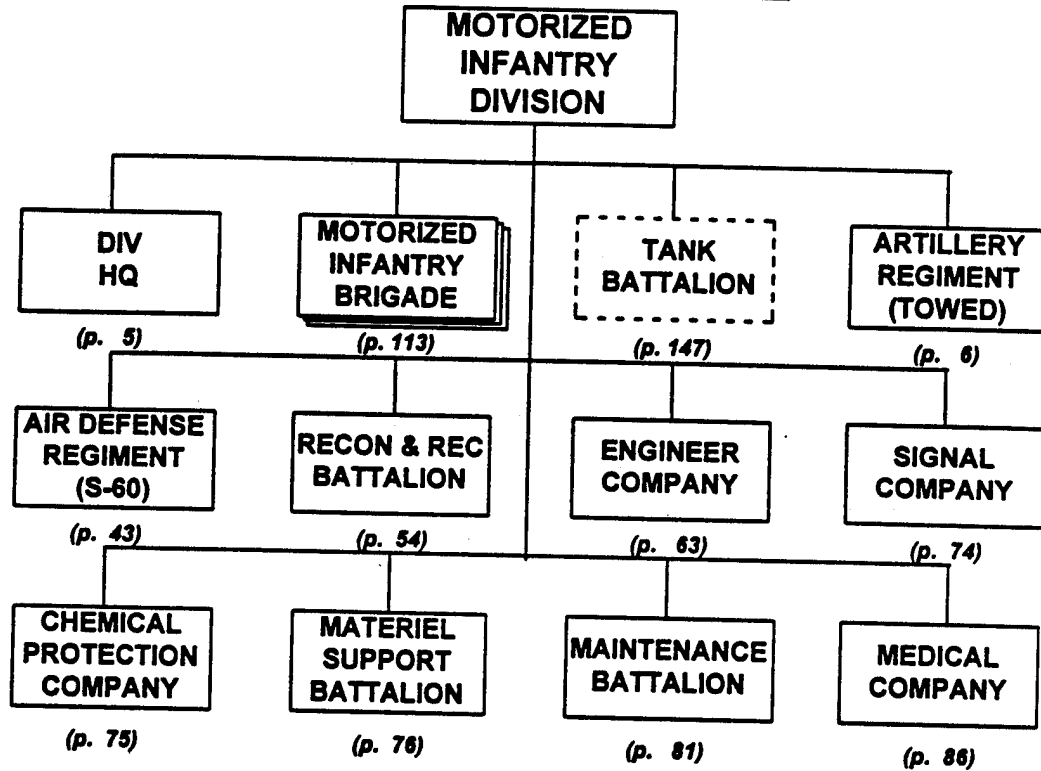 MOTORIZED
INFANTRY
DIVISION
DIV
HQ
(p. 5)
MOTORIZED
INFANTRY
BRIGADE
(p. 113)
TANK
BATTALION
(p. 147)
ARTILLERY
REGIMENT
(TOWED)
(p. 6)
AIR DEFENSE
REGIMENT
(S-60)
(p. 43)
RECON & REC
BATTALION
(p. 54)
ENGINEER
COMPANY
(p. 63)
SIGNAL
COMPANY
(p. 74)
CHEMICAL
PROTECTION
COMPANY
(p. 75)
MATERIEL
SUPPORT
BATTALION
(p. 76)
MAINTENANCE
BATTALION
(p. 81)
MEDICAL
COMPANY
(p. 86)